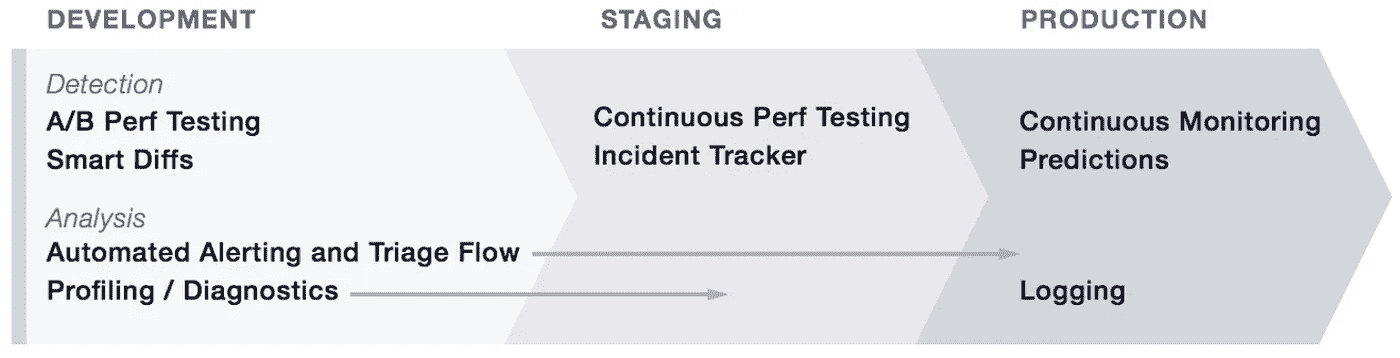 DEVELOPMENT
Detection
A/B Perf Testing
Smart Diffs
Analysis
Automated Alerting and Triage Flow
Profiling / Diagnostics
STAGING
Continuous Perf Testing
Incident Tracker
PRODUCTION
Continuous Monitoring
Predictions
Logging